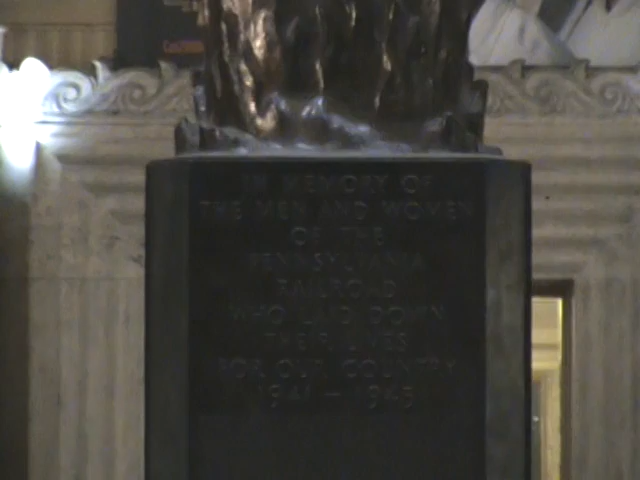 IN MEMORY OF
THE MEN AND WOMEN
OF THE
PENNSYLVANIA
RAILROAD
WHO LAID DOWN
THEIR LIVES
FOR OUR COUNTRY
1941 – 1945